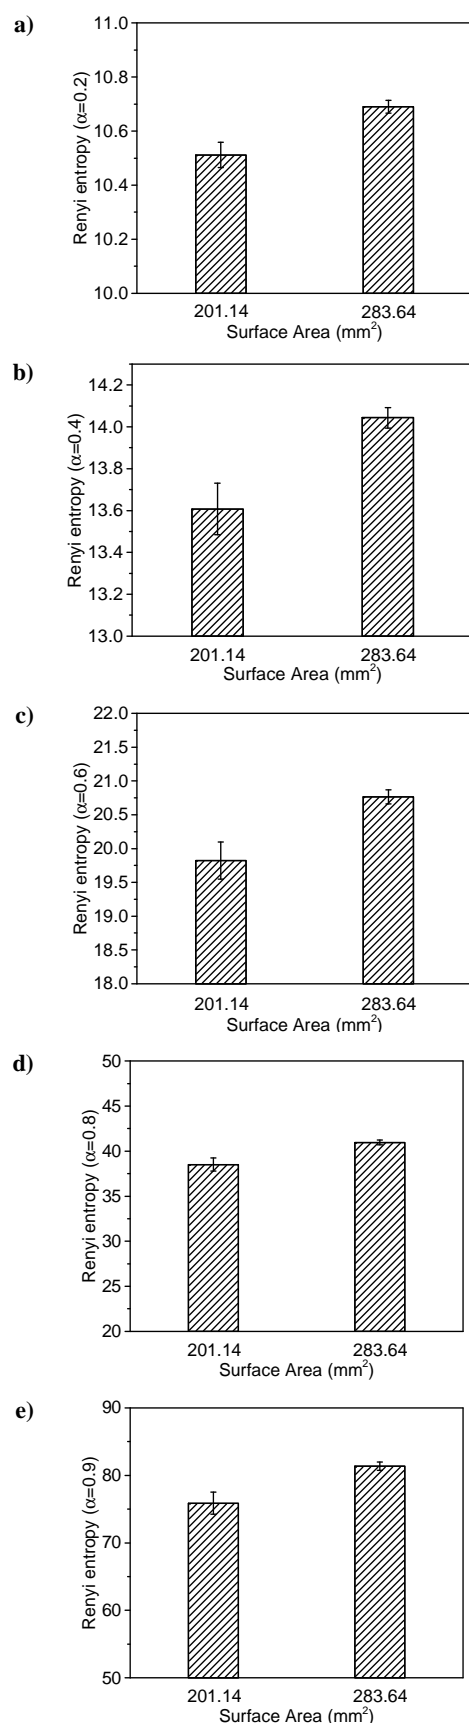 a)
Renyi entropy (α=0.2)
11.0
10.8
10.6
10.4
10.2
10.0
201.14 283.64
Surface Area (mm²)
b)
Renyi entropy (α=0.4)
14.2
14.0
13.8
13.6
13.4
13.2
13.0
201.14 283.64
Surface Area (mm²)
c)
Renyi entropy (α=0.6)
22.0
21.5
21.0
20.5
20.0
19.5
19.0
18.5
18.0
201.14 283.64
Surface Area (mm²)
d)
Renyi entropy (α=0.8)
50
45
40
35
30
25
20
201.14 283.64
Surface Area (mm²)
e)
Renyi entropy (α=0.9)
90
80
70
60
50
201.14 283.64
Surface Area (mm²)